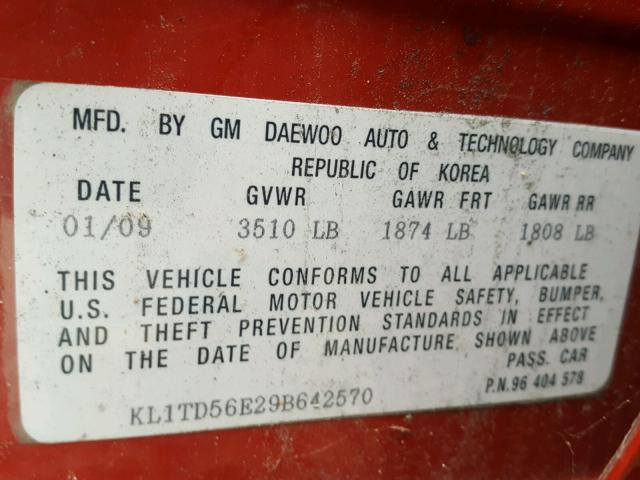 MFD. BY GM DAEWOO AUTO & TECHNOLOGY COMPANY
REPUBLIC OF KOREA
DATE GVWR GAWR FRT GAWR RR
01/09 3510 LB 1874 LB 1808 LB
THIS VEHICLE CONFORMS TO ALL APPLICABLE
U.S. FEDERAL MOTOR VEHICLE SAFETY, BUMPER,
AND THEFT PREVENTION STANDARDS IN EFFECT
ON THE DATE OF MANUFACTURE SHOWN ABOVE
PASS. CAR
P.N. 96 404 578
KL1TD56E29B642570